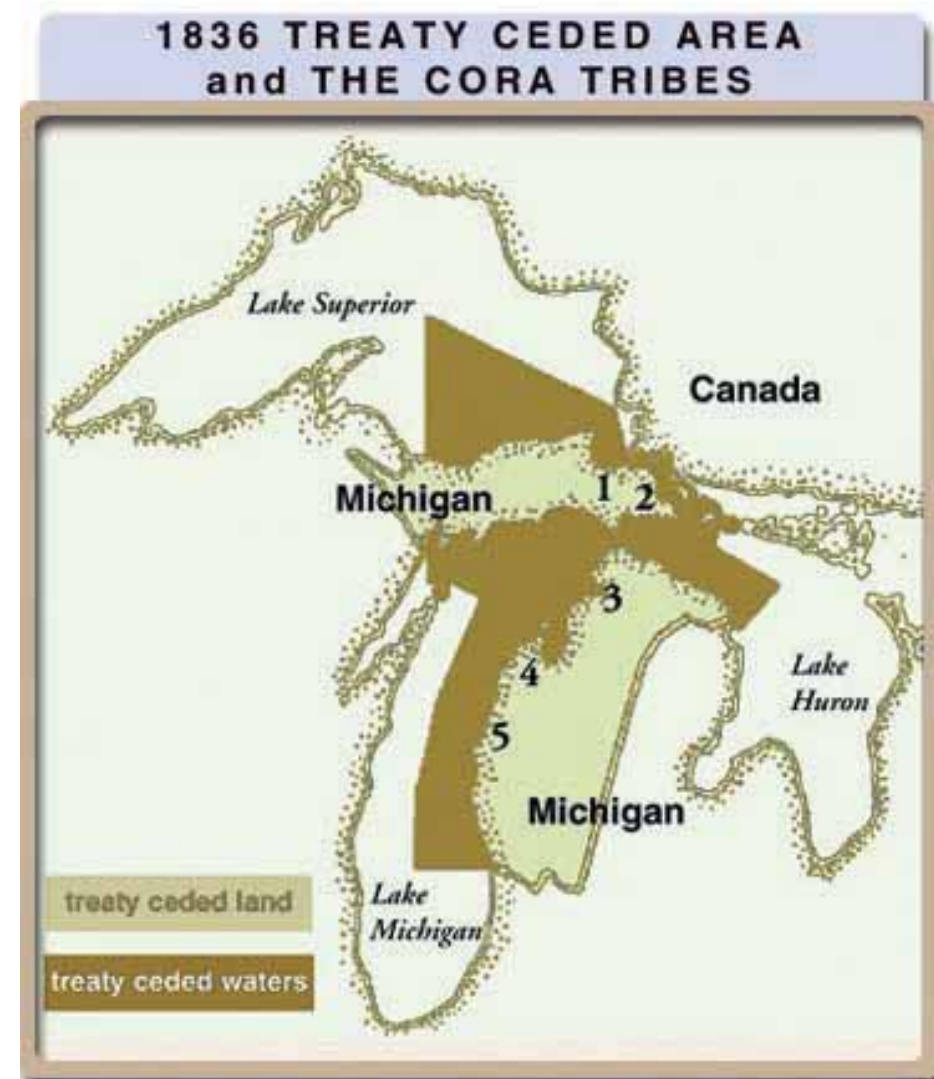 1836 TREATY CEDED AREA
and THE CORA TRIBES
Lake Superior
Canada
Michigan
1
2
3
Lake
Huron
4
5
Michigan
treaty ceded land
Lake
Michigan
treaty ceded waters